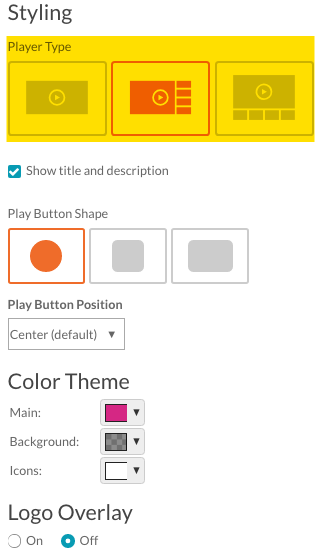 Styling
Player Type
Show title and description
Play Button Shape
Play Button Position
Center (default)
Color Theme
Main:
Background:
Icons:
Logo Overlay
On Off